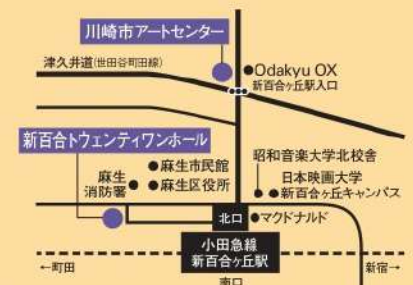 川崎市アートセンター
津久井道(世田谷町田線)
●Odakyu OX
新百合ヶ丘駅入口
新百合トウェンティワンホール
昭和音楽大学北校舎
●麻生市民館
麻生
消防署●
●麻生区役所
日本映画大学
新百合ヶ丘キャンパス
北口
●マクドナルド
小田急線
新百合ヶ丘駅
←町田
新宿→
南口